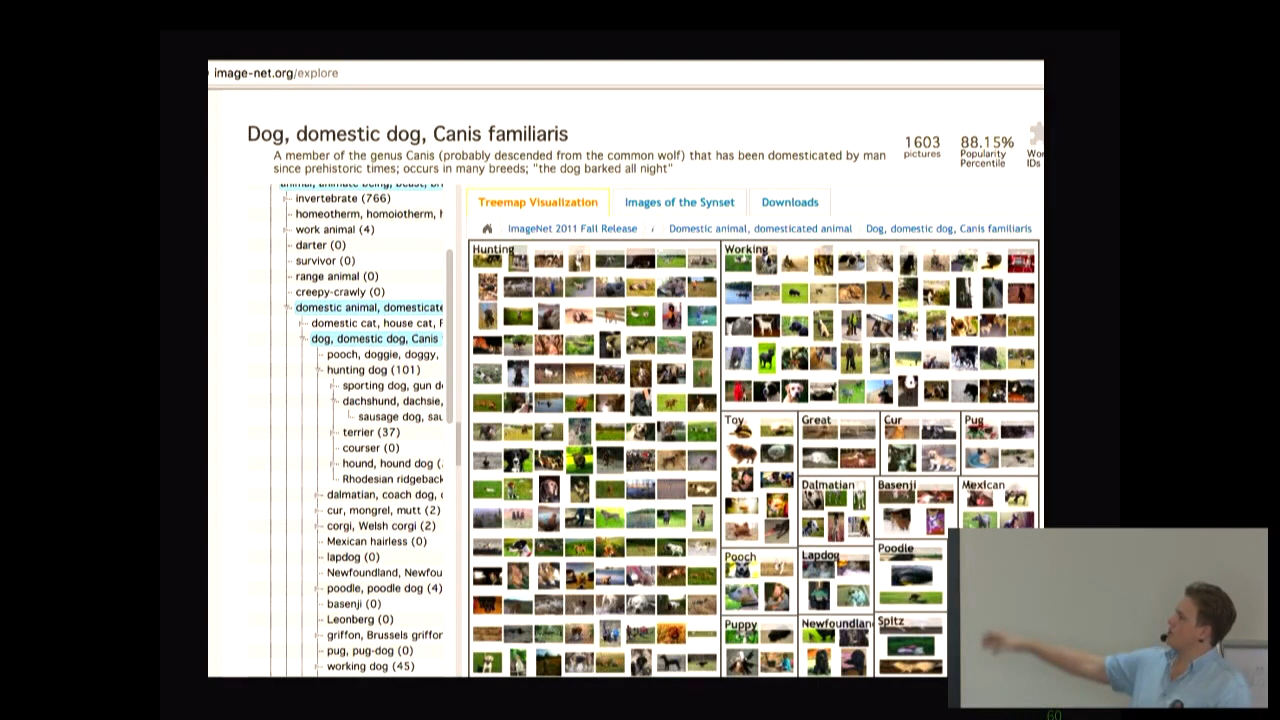 image-net.org/explore
Dog, domestic dog, Canis familiaris
A member of the genus Canis (probably descended from the common wolf) that has been domesticated by man
since prehistoric times; occurs in many breeds; "the dog barked all night"
1603
pictures
88.15%
Popularity
Percentile
IDs
invertebrate (766)
homeotherm, homoiotherm, h
work animal (4)
darter (0)
survivor (0)
range animal (0)
creepy-crawly (0)
domestic animal, domesticate
domestic cat, house cat, F
dog, domestic dog, Canis
pooch, doggie, doggy,
hunting dog (101)
sporting dog, gun d
dachshund, dachsie,
sausage dog, sau
terrier (37)
courser (0)
hound, hound dog (
Rhodesian ridgeback
dalmatian, coach dog, c
cur, mongrel, mutt (2)
corgi, Welsh corgi (2)
Mexican hairless (0)
lapdog (0)
Newfoundland, Newfou
poodle, poodle dog (4)
basenji (0)
Leonberg (0)
griffon, Brussels griffor
pug, pug-dog (0)
working dog (45)
Treemap Visualization
Images of the Synset
Downloads
ImageNet 2011 Fall Release
Domestic animal, domesticated animal
Dog, domestic dog, Canis familiaris
Hunting
Working
Toy
Great
Cur
Pug
Dalmatian
Basenji
Mexican
Pooch
Lapdog
Poodle
Puppy
Newfoundlan
Spitz
60